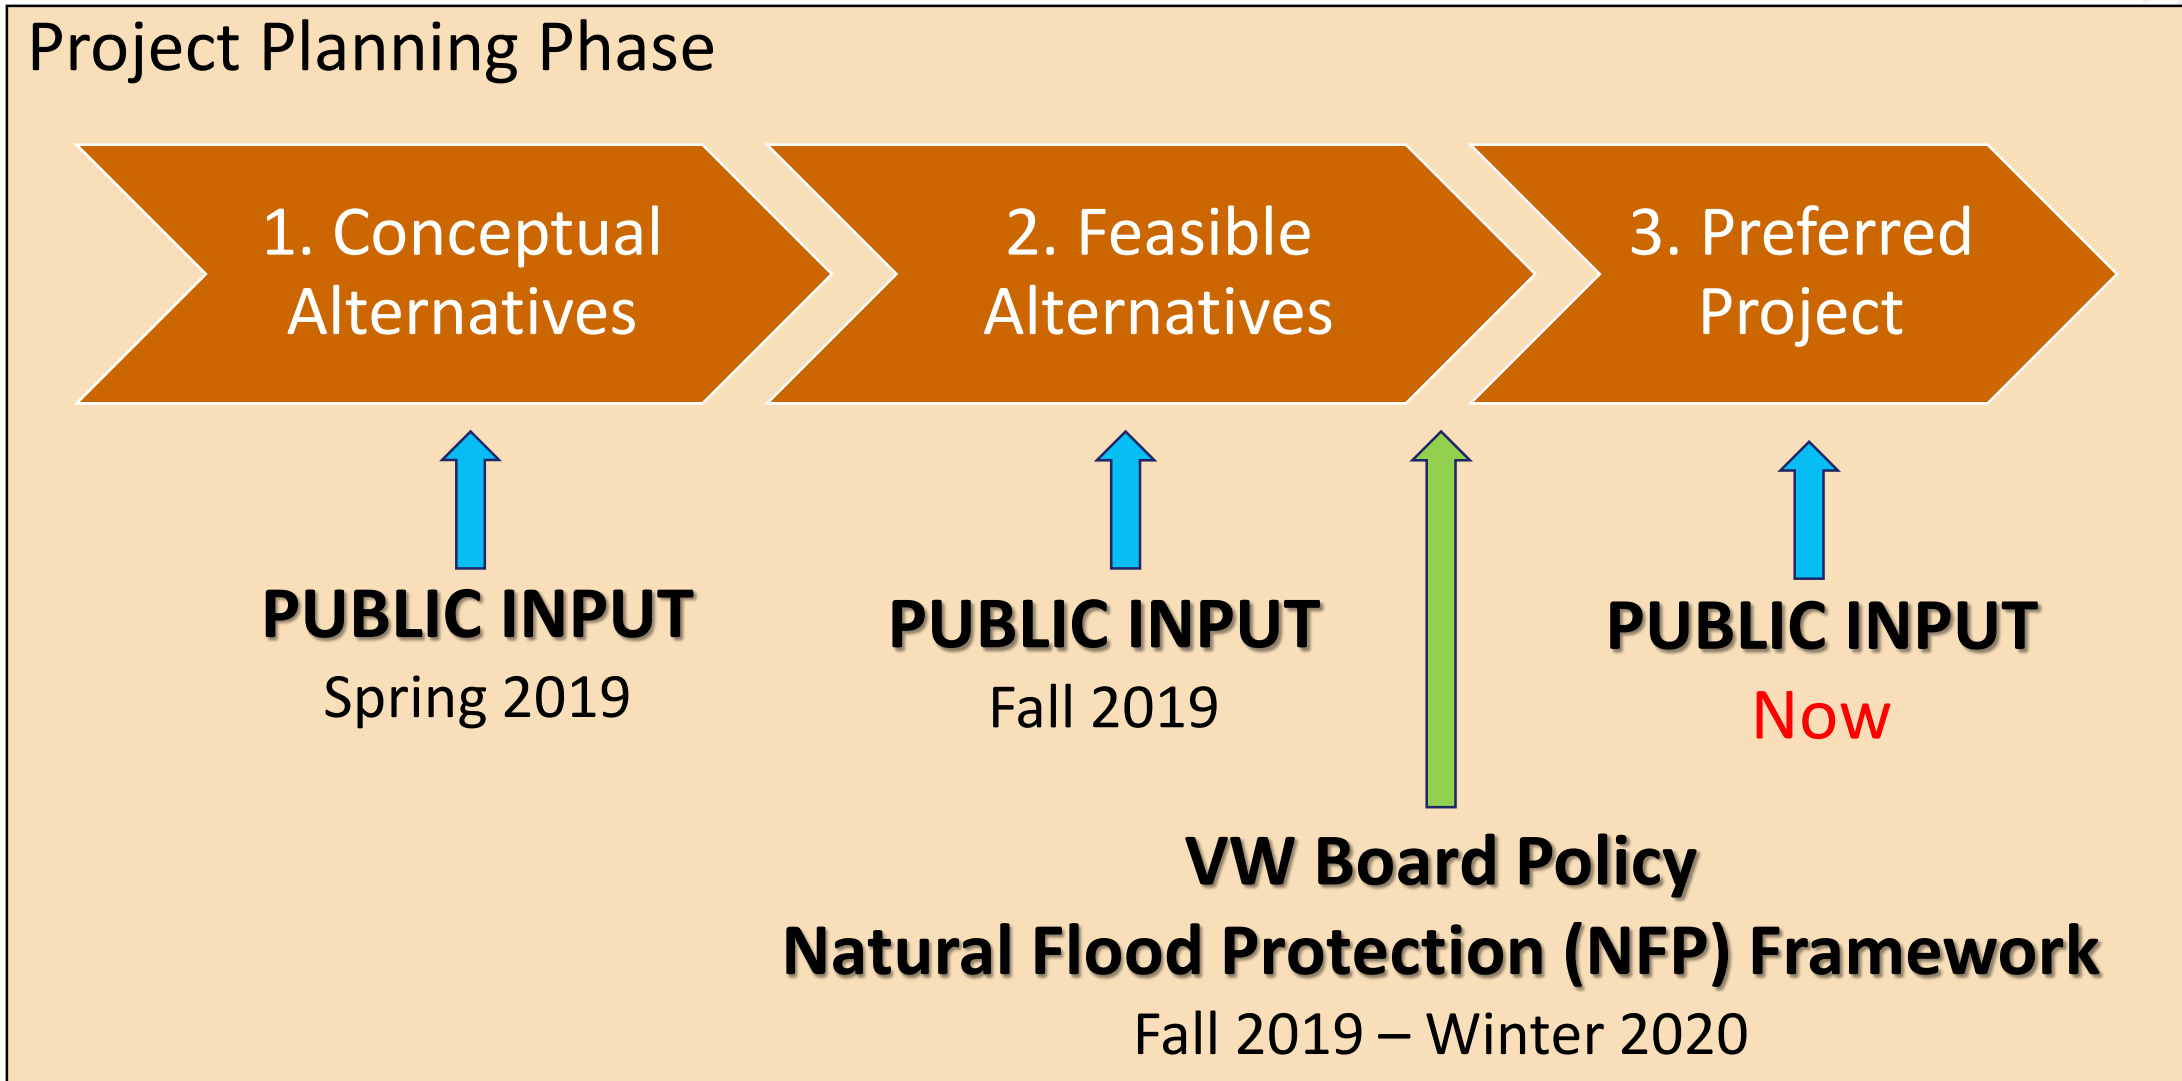 Project Planning Phase
1. Conceptual
Alternatives
2. Feasible
Alternatives
3. Preferred
Project
PUBLIC INPUT
Spring 2019
PUBLIC INPUT
Fall 2019
PUBLIC INPUT
Now
VW Board Policy
Natural Flood Protection (NFP) Framework
Fall 2019 – Winter 2020